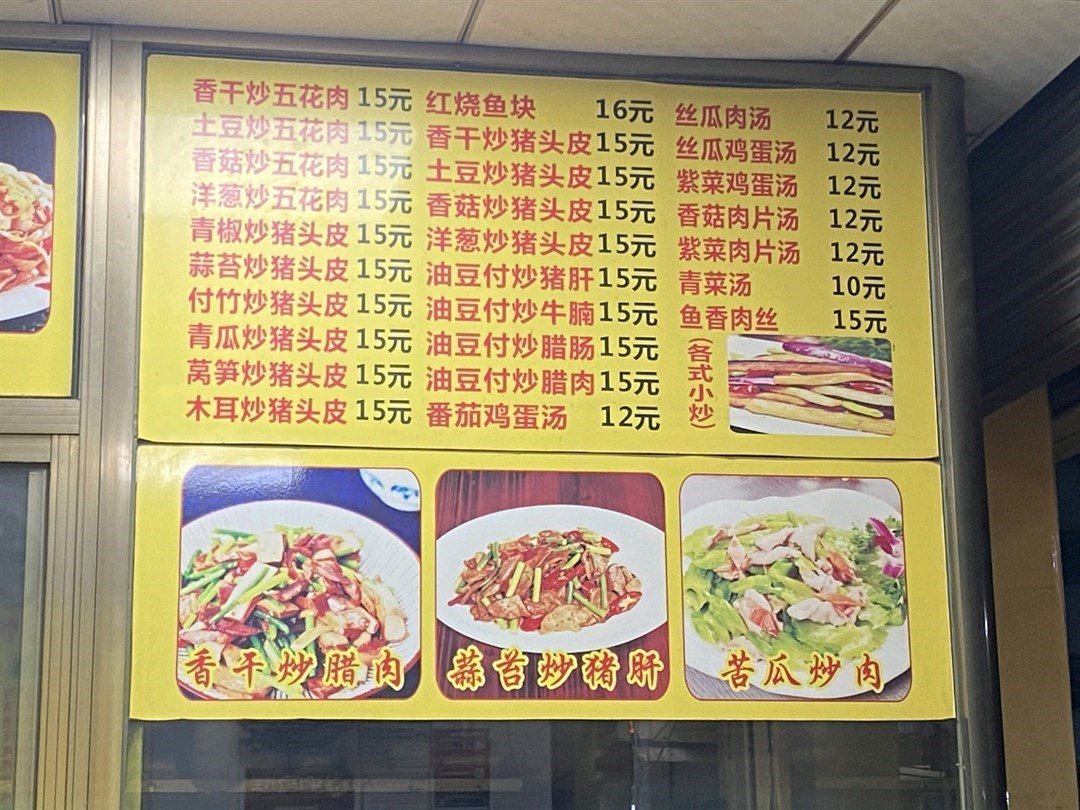 香干炒五花肉 15元
土豆炒五花肉 15元
香菇炒五花肉 15元
洋葱炒五花肉 15元
青椒炒猪头皮 15元
蒜苔炒猪头皮 15元
付竹炒猪头皮 15元
青瓜炒猪头皮 15元
莴笋炒猪头皮 15元
木耳炒猪头皮 15元
红烧鱼块 16元
香干炒猪头皮 15元
土豆炒猪头皮 15元
香菇炒猪头皮 15元
洋葱炒猪头皮 15元
油豆付炒猪肝 15元
油豆付炒牛腩 15元
油豆付炒腊肠 15元
油豆付炒腊肉 15元
番茄鸡蛋汤 12元
丝瓜肉汤 12元
丝瓜鸡蛋汤 12元
紫菜鸡蛋汤 12元
香菇肉片汤 12元
紫菜肉片汤 12元
青菜汤 10元
鱼香肉丝 15元
(各式小炒)
香干炒腊肉
蒜苔炒猪肝
苦瓜炒肉